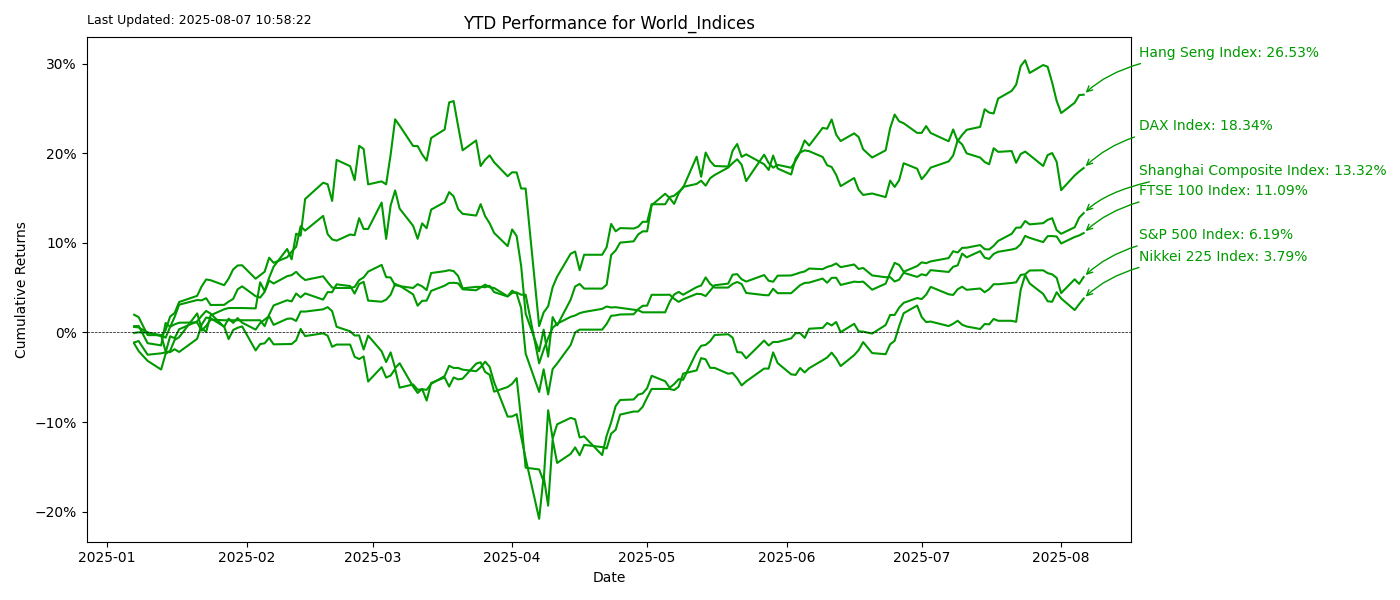 Last Updated: 2025-08-07 10:58:22
YTD Performance for World_Indices
Cumulative Returns
30%
20%
10%
0%
−10%
−20%
Hang Seng Index: 26.53%
DAX Index: 18.34%
Shanghai Composite Index: 13.32%
FTSE 100 Index: 11.09%
S&P 500 Index: 6.19%
Nikkei 225 Index: 3.79%
2025-01 2025-02 2025-03 2025-04 2025-05 2025-06 2025-07 2025-08
Date